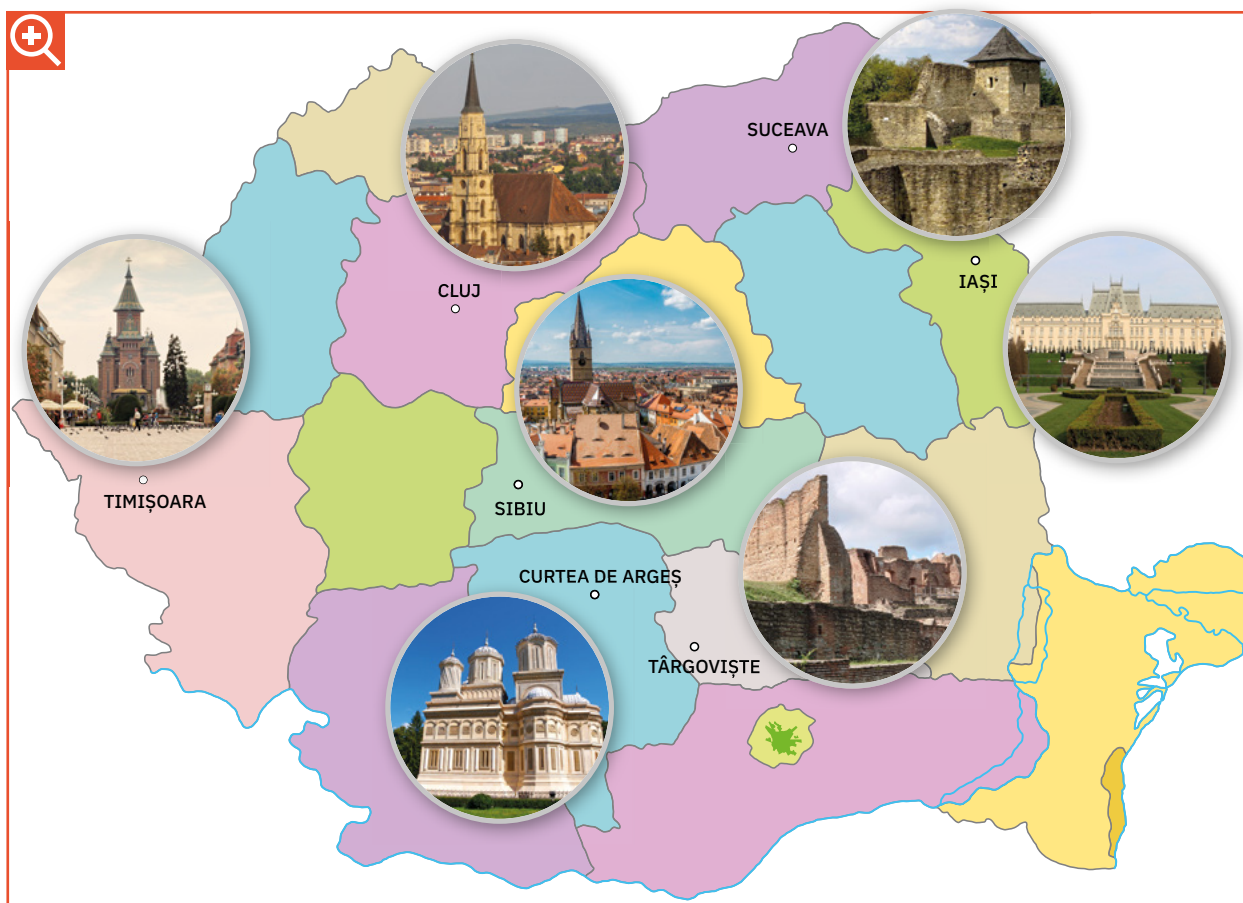 SUCEAVA
IAȘI
CLUJ
TIMIȘOARA
SIBIU
CURTEA DE ARGEȘ
TÂRGOVIȘTE